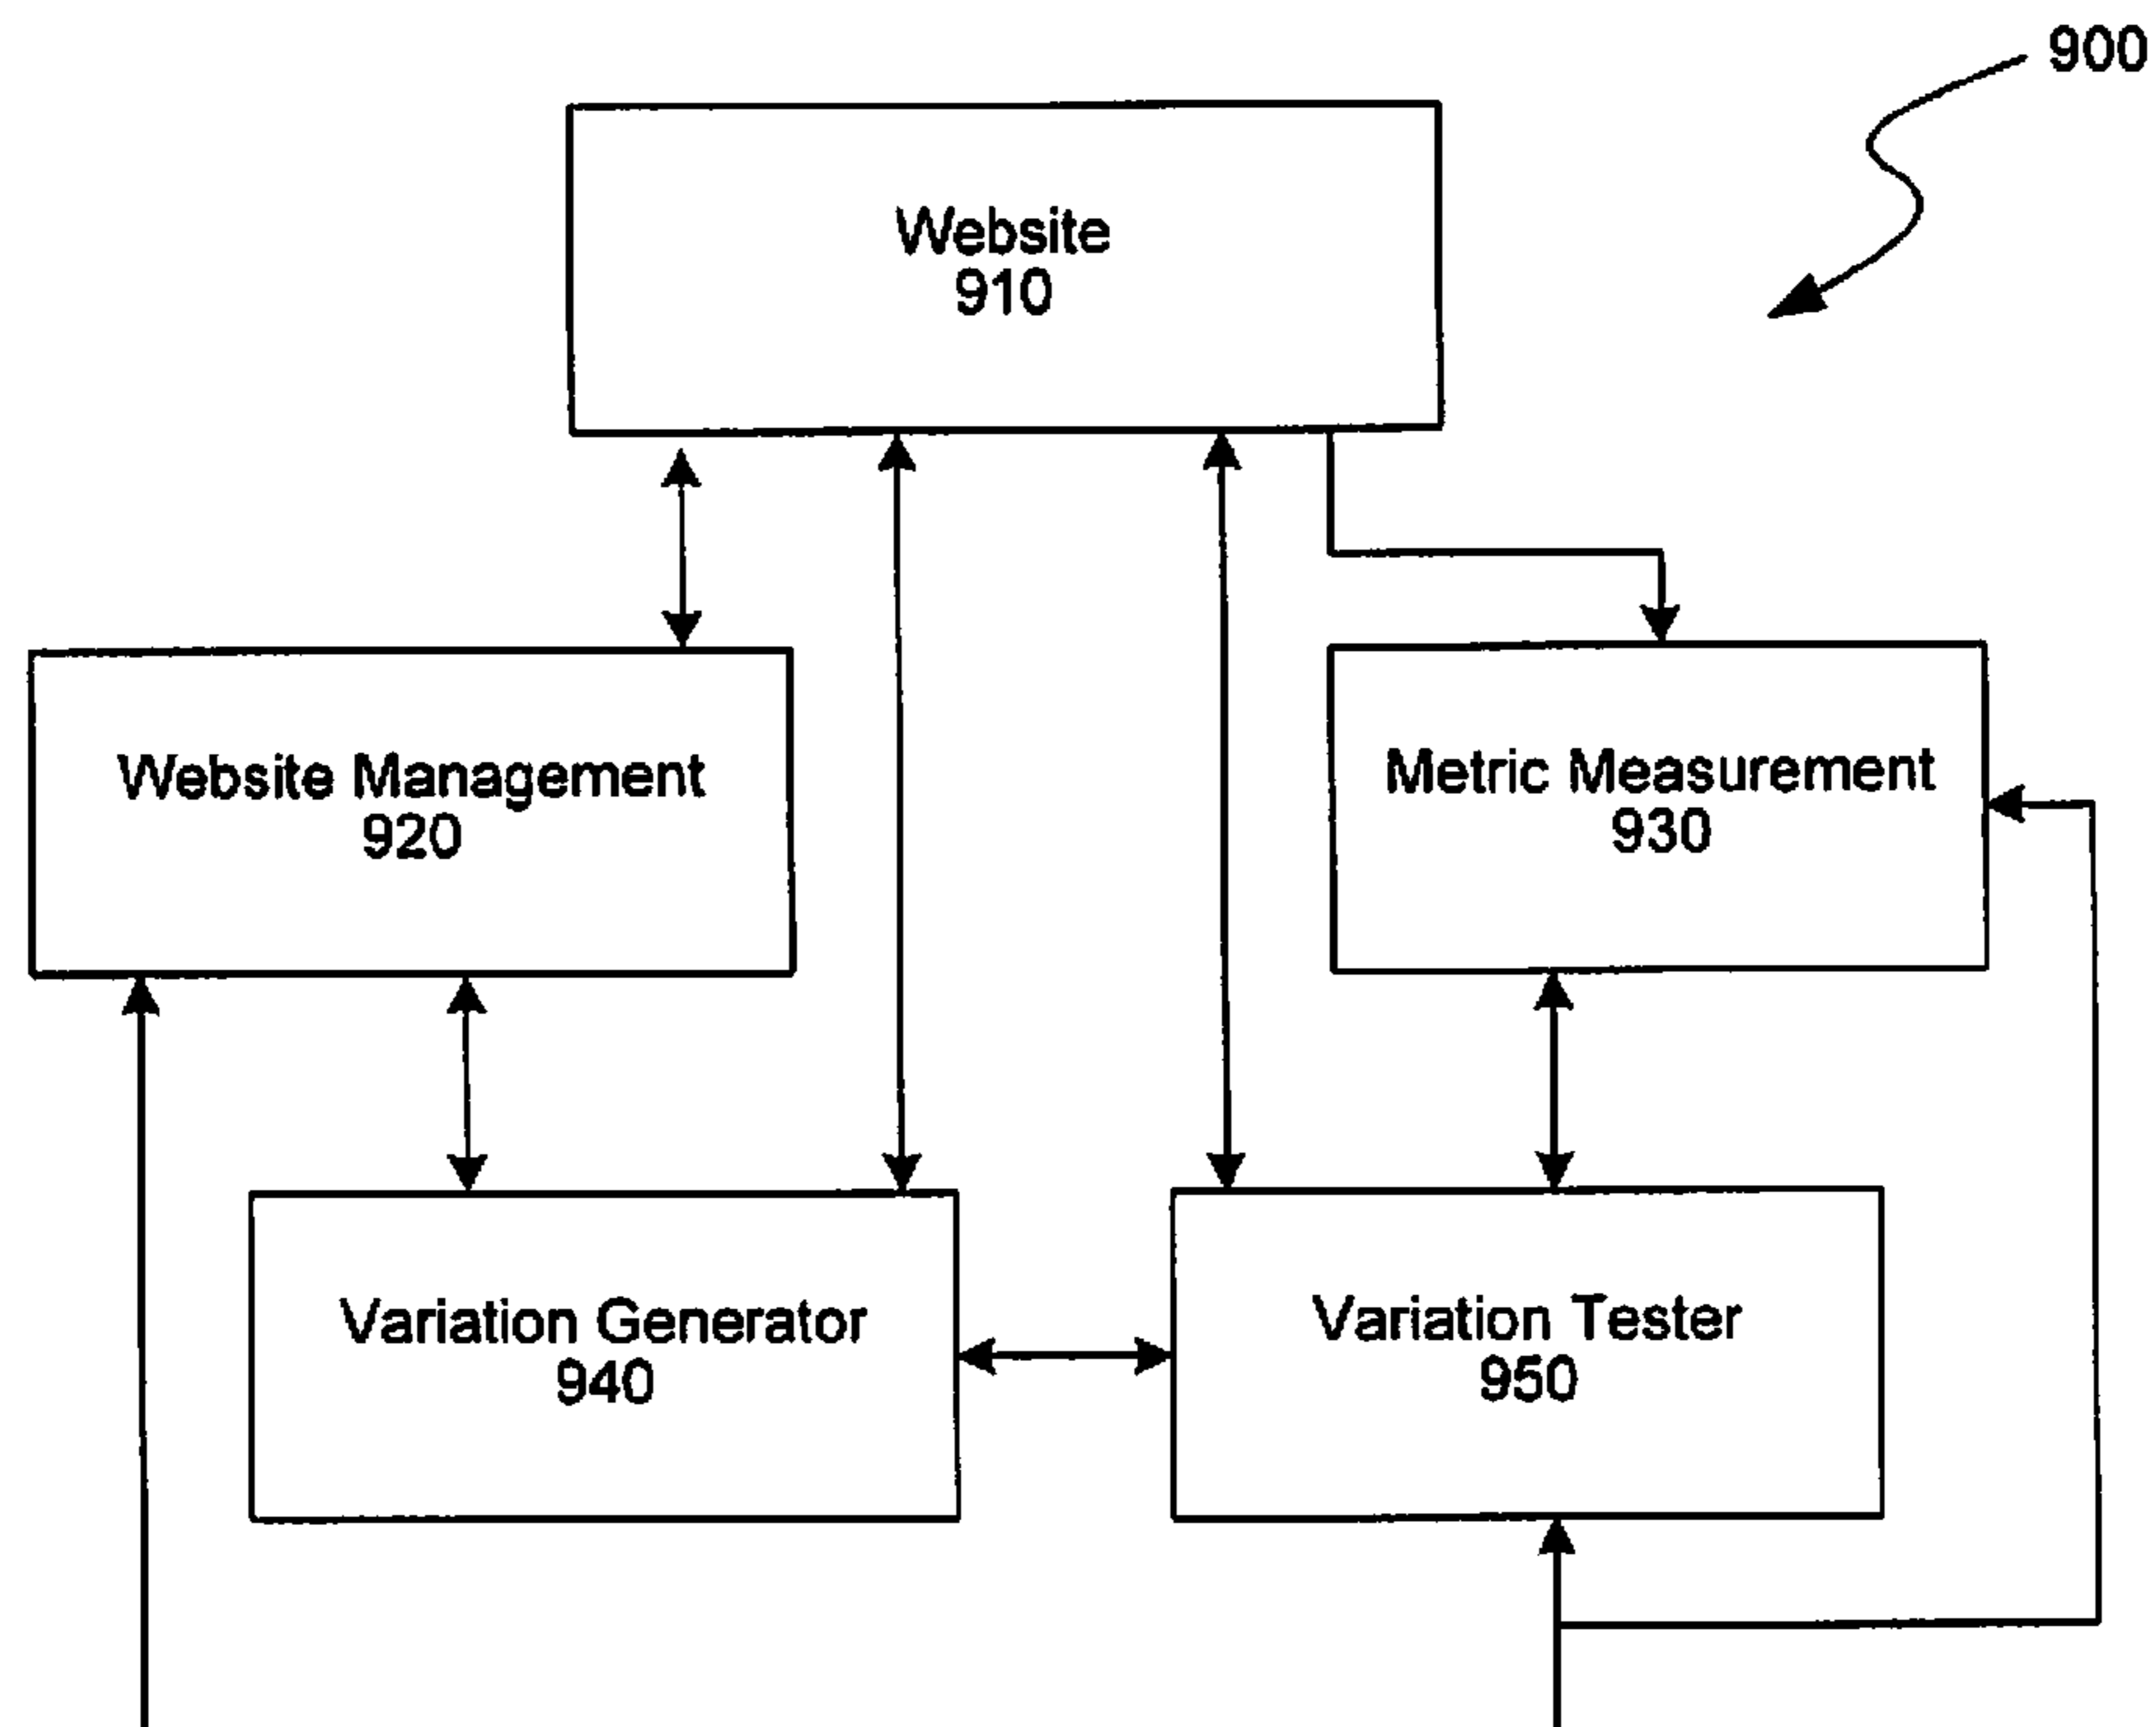 900
Website
910
Website Management
920
Metric Measurement
930
Variation Generator
940
Variation Tester
950